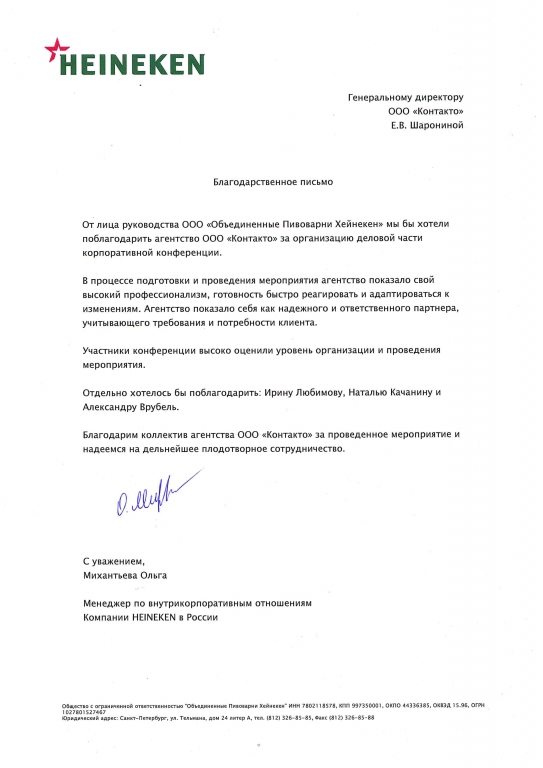 HEINEKEN
Генеральному директору
ООО «Контакто»
Е.В. Шарониной
Благодарственное письмо
От лица руководства ООО «Объединенные Пивоварни Хейнекен» мы бы хотели
поблагодарить агентство ООО «Контакто» за организацию деловой части
корпоративной конференции.
В процессе подготовки и проведения мероприятия агентство показало свой
высокий профессионализм, готовность быстро реагировать и адаптироваться к
изменениям. Агентство показало себя как надежного и ответственного партнера,
учитывающего требования и потребности клиента.
Участники конференции высоко оценили уровень организации и проведения
мероприятия.
Отдельно хотелось бы поблагодарить: Ирину Любимову, Наталью Качанину и
Александру Врубель.
Благодарим коллектив агентства ООО «Контакто» за проведенное мероприятие и
надеемся на дельнейшее плодотворное сотрудничество.
С уважением,
Михантьева Ольга
Менеджер по внутрикорпоративным отношениям
Компании HEINEKEN в России
Общество с ограниченной ответственностью "Объединенные Пивоварни Хейнекен" ИНН 7802118578, КПП 997350001, ОКПО 44336385, ОКВЭД 15.96, ОГРН
1027801527467
Юридический адрес: Санкт-Петербург, ул. Тельмана, дом 24 литер А, тел. (812) 326-85-85, Факс (812) 326-85-88